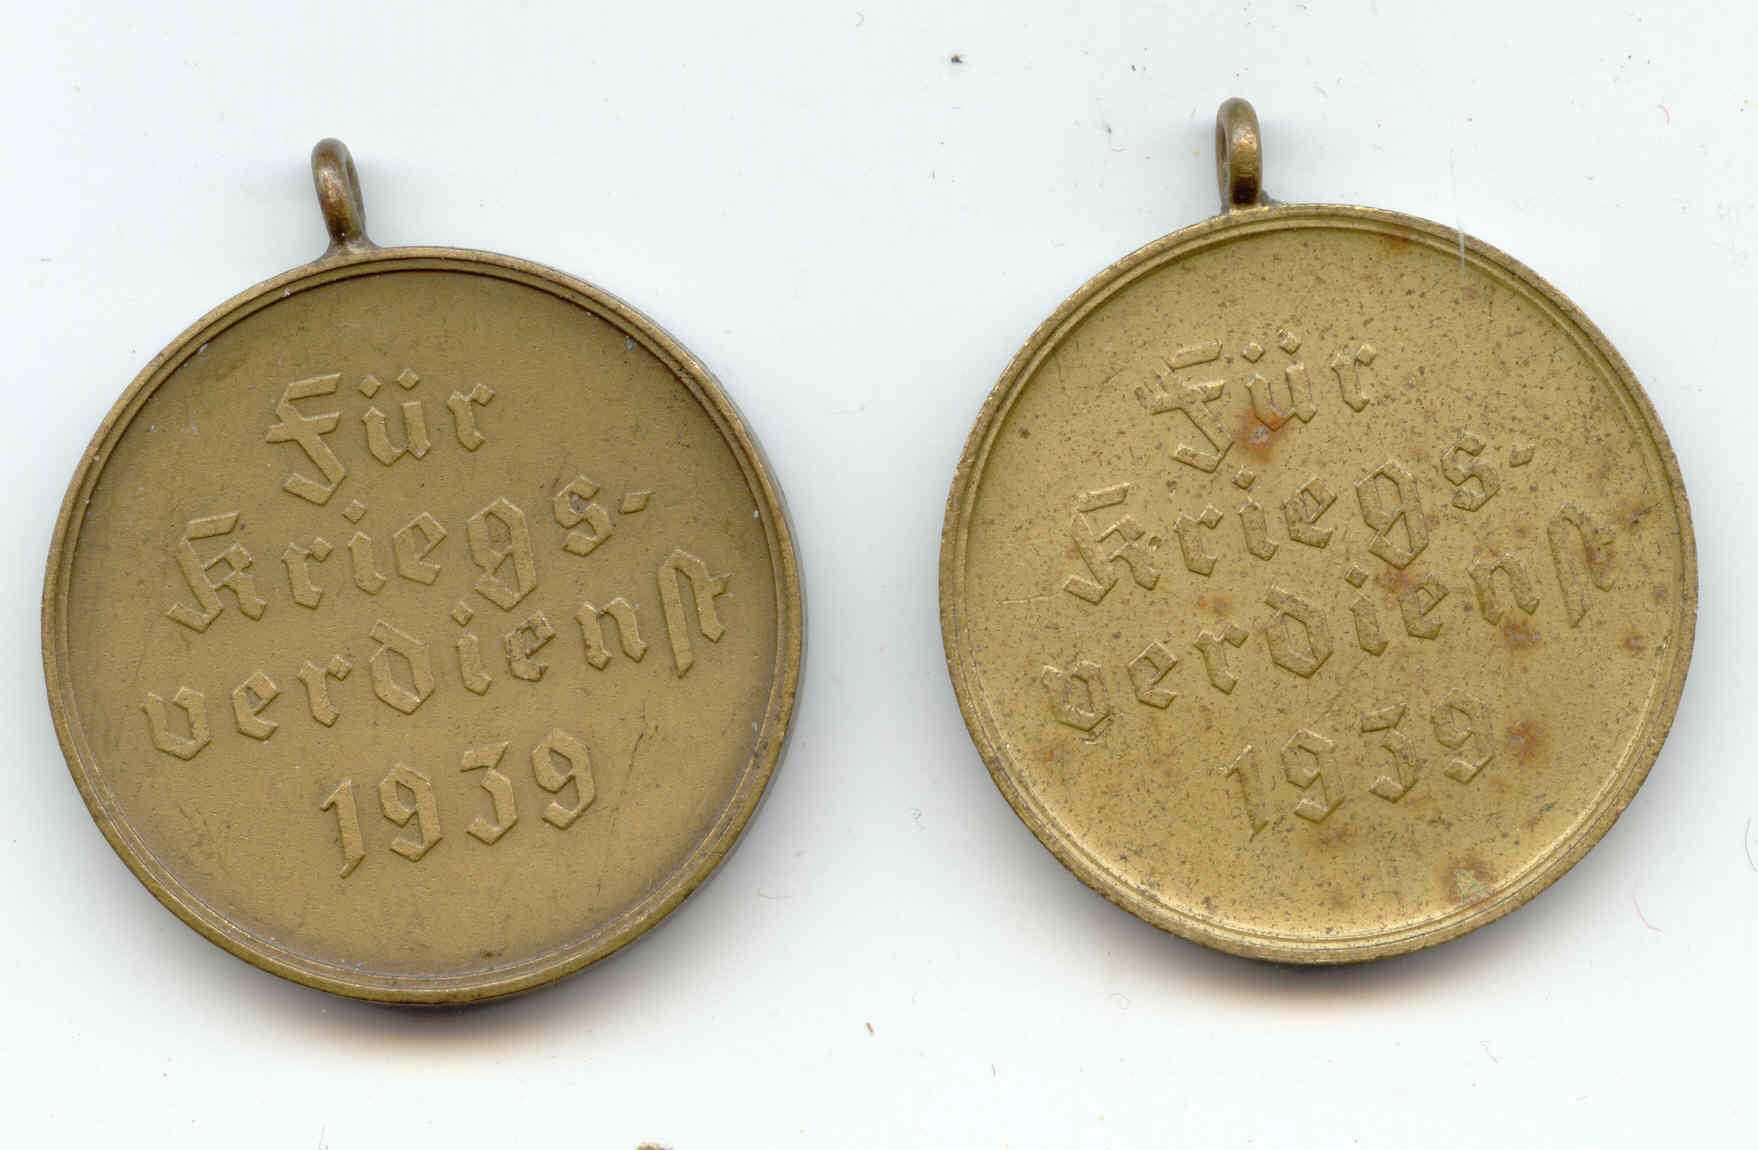 Für
Kriegs-
verdienst
1939
Für
Kriegs-
verdienst
1939